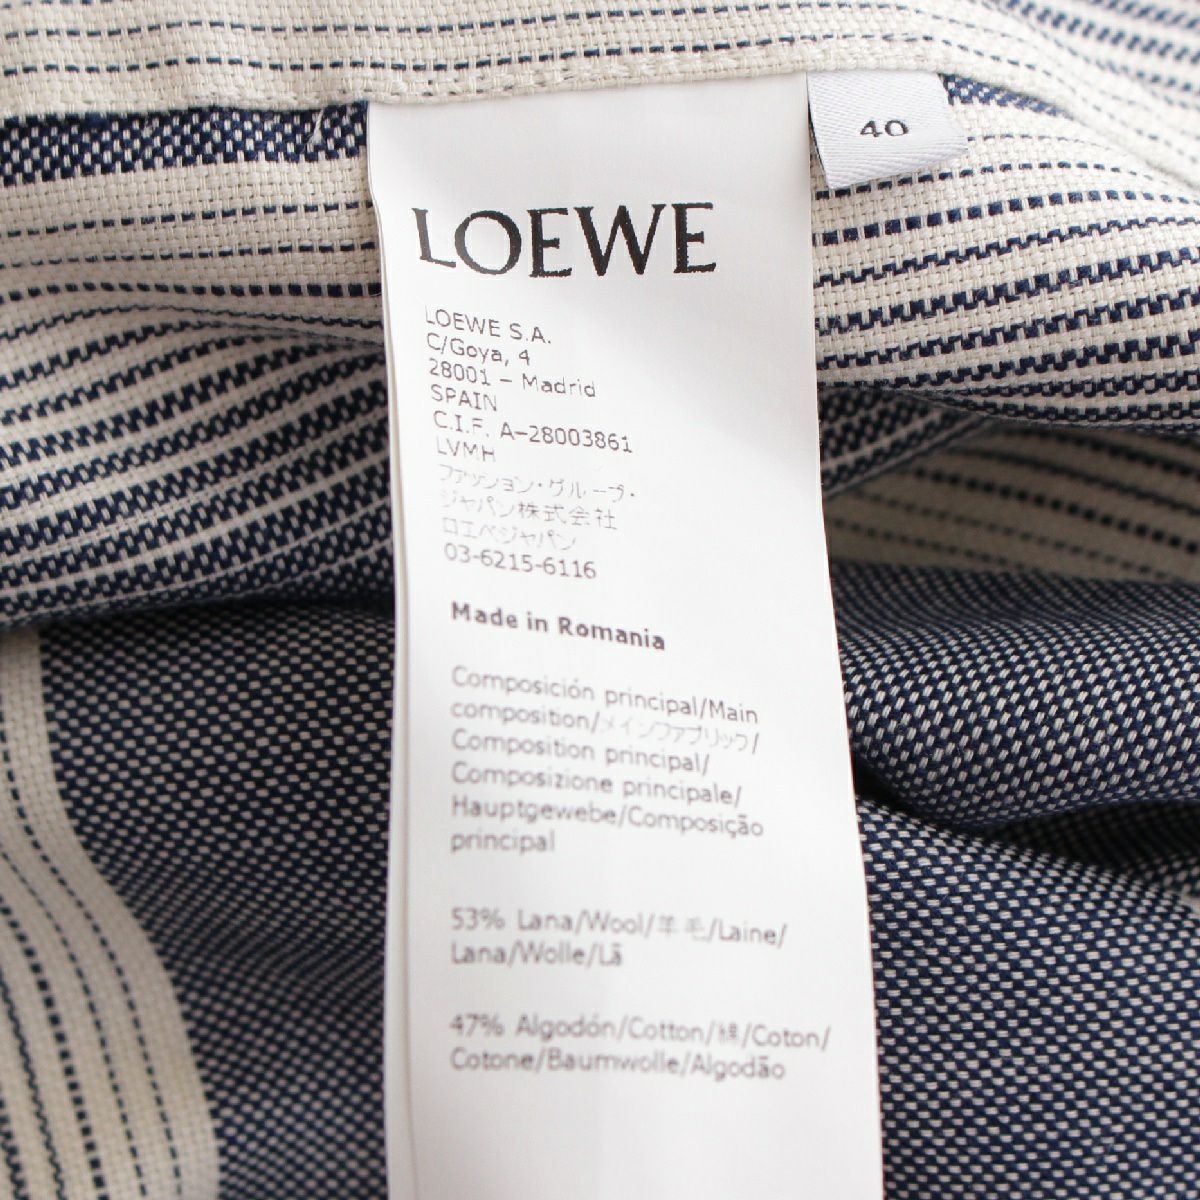 40
LOEWE
LOEWE S.A.
C/Goya, 4
28001 – Madrid
SPAIN
C.I.F. A-28003861
LVMH
ファッション・グループ・
ジャパン株式会社
ロエベジャパン
03-6215-6116
Made in Romania
Composición principal/Main
composition/メインファブリック/
Composition principal/
Composizione principale/
Hauptgewebe/Composição
principal
53% Lana/Wool/羊毛/Laine/
Lana/Wolle/Lã
47% Algodón/Cotton/綿/Coton/
Cotone/Baumwolle/Algodão